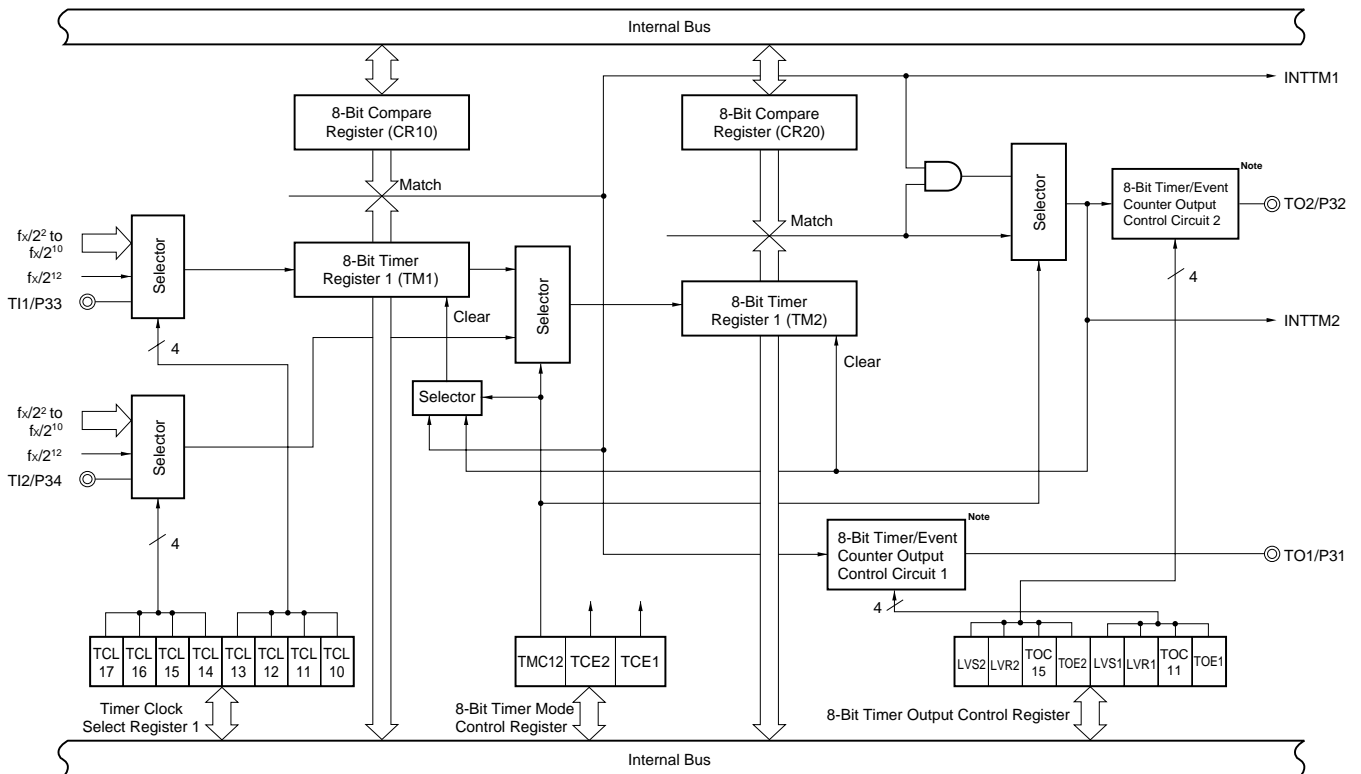 Internal Bus
INTTM1
8-Bit Compare
Register (CR10)
8-Bit Compare
Register (CR20)
Match
Selector
Note
8-Bit Timer/Event
Counter Output
Control Circuit 2
TO2/P32
fx/2² to
fx/2¹⁰
fx/2¹²
TI1/P33
Selector
8-Bit Timer
Register 1 (TM1)
Match
Selector
8-Bit Timer
Register 1 (TM2)
4
Clear
INTTM2
4
Clear
Selector
fx/2² to
fx/2¹⁰
fx/2¹²
TI2/P34
Selector
4
Note
8-Bit Timer/Event
Counter Output
Control Circuit 1
TO1/P31
4
TCL
17
TCL
16
TCL
15
TCL
14
TCL
13
TCL
12
TCL
11
TCL
10
TMC12
TCE2
TCE1
LVS2
LVR2
TOC
15
TOE2
LVS1
LVR1
TOC
11
TOE1
Timer Clock
Select Register 1
8-Bit Timer Mode
Control Register
8-Bit Timer Output Control Register
Internal Bus